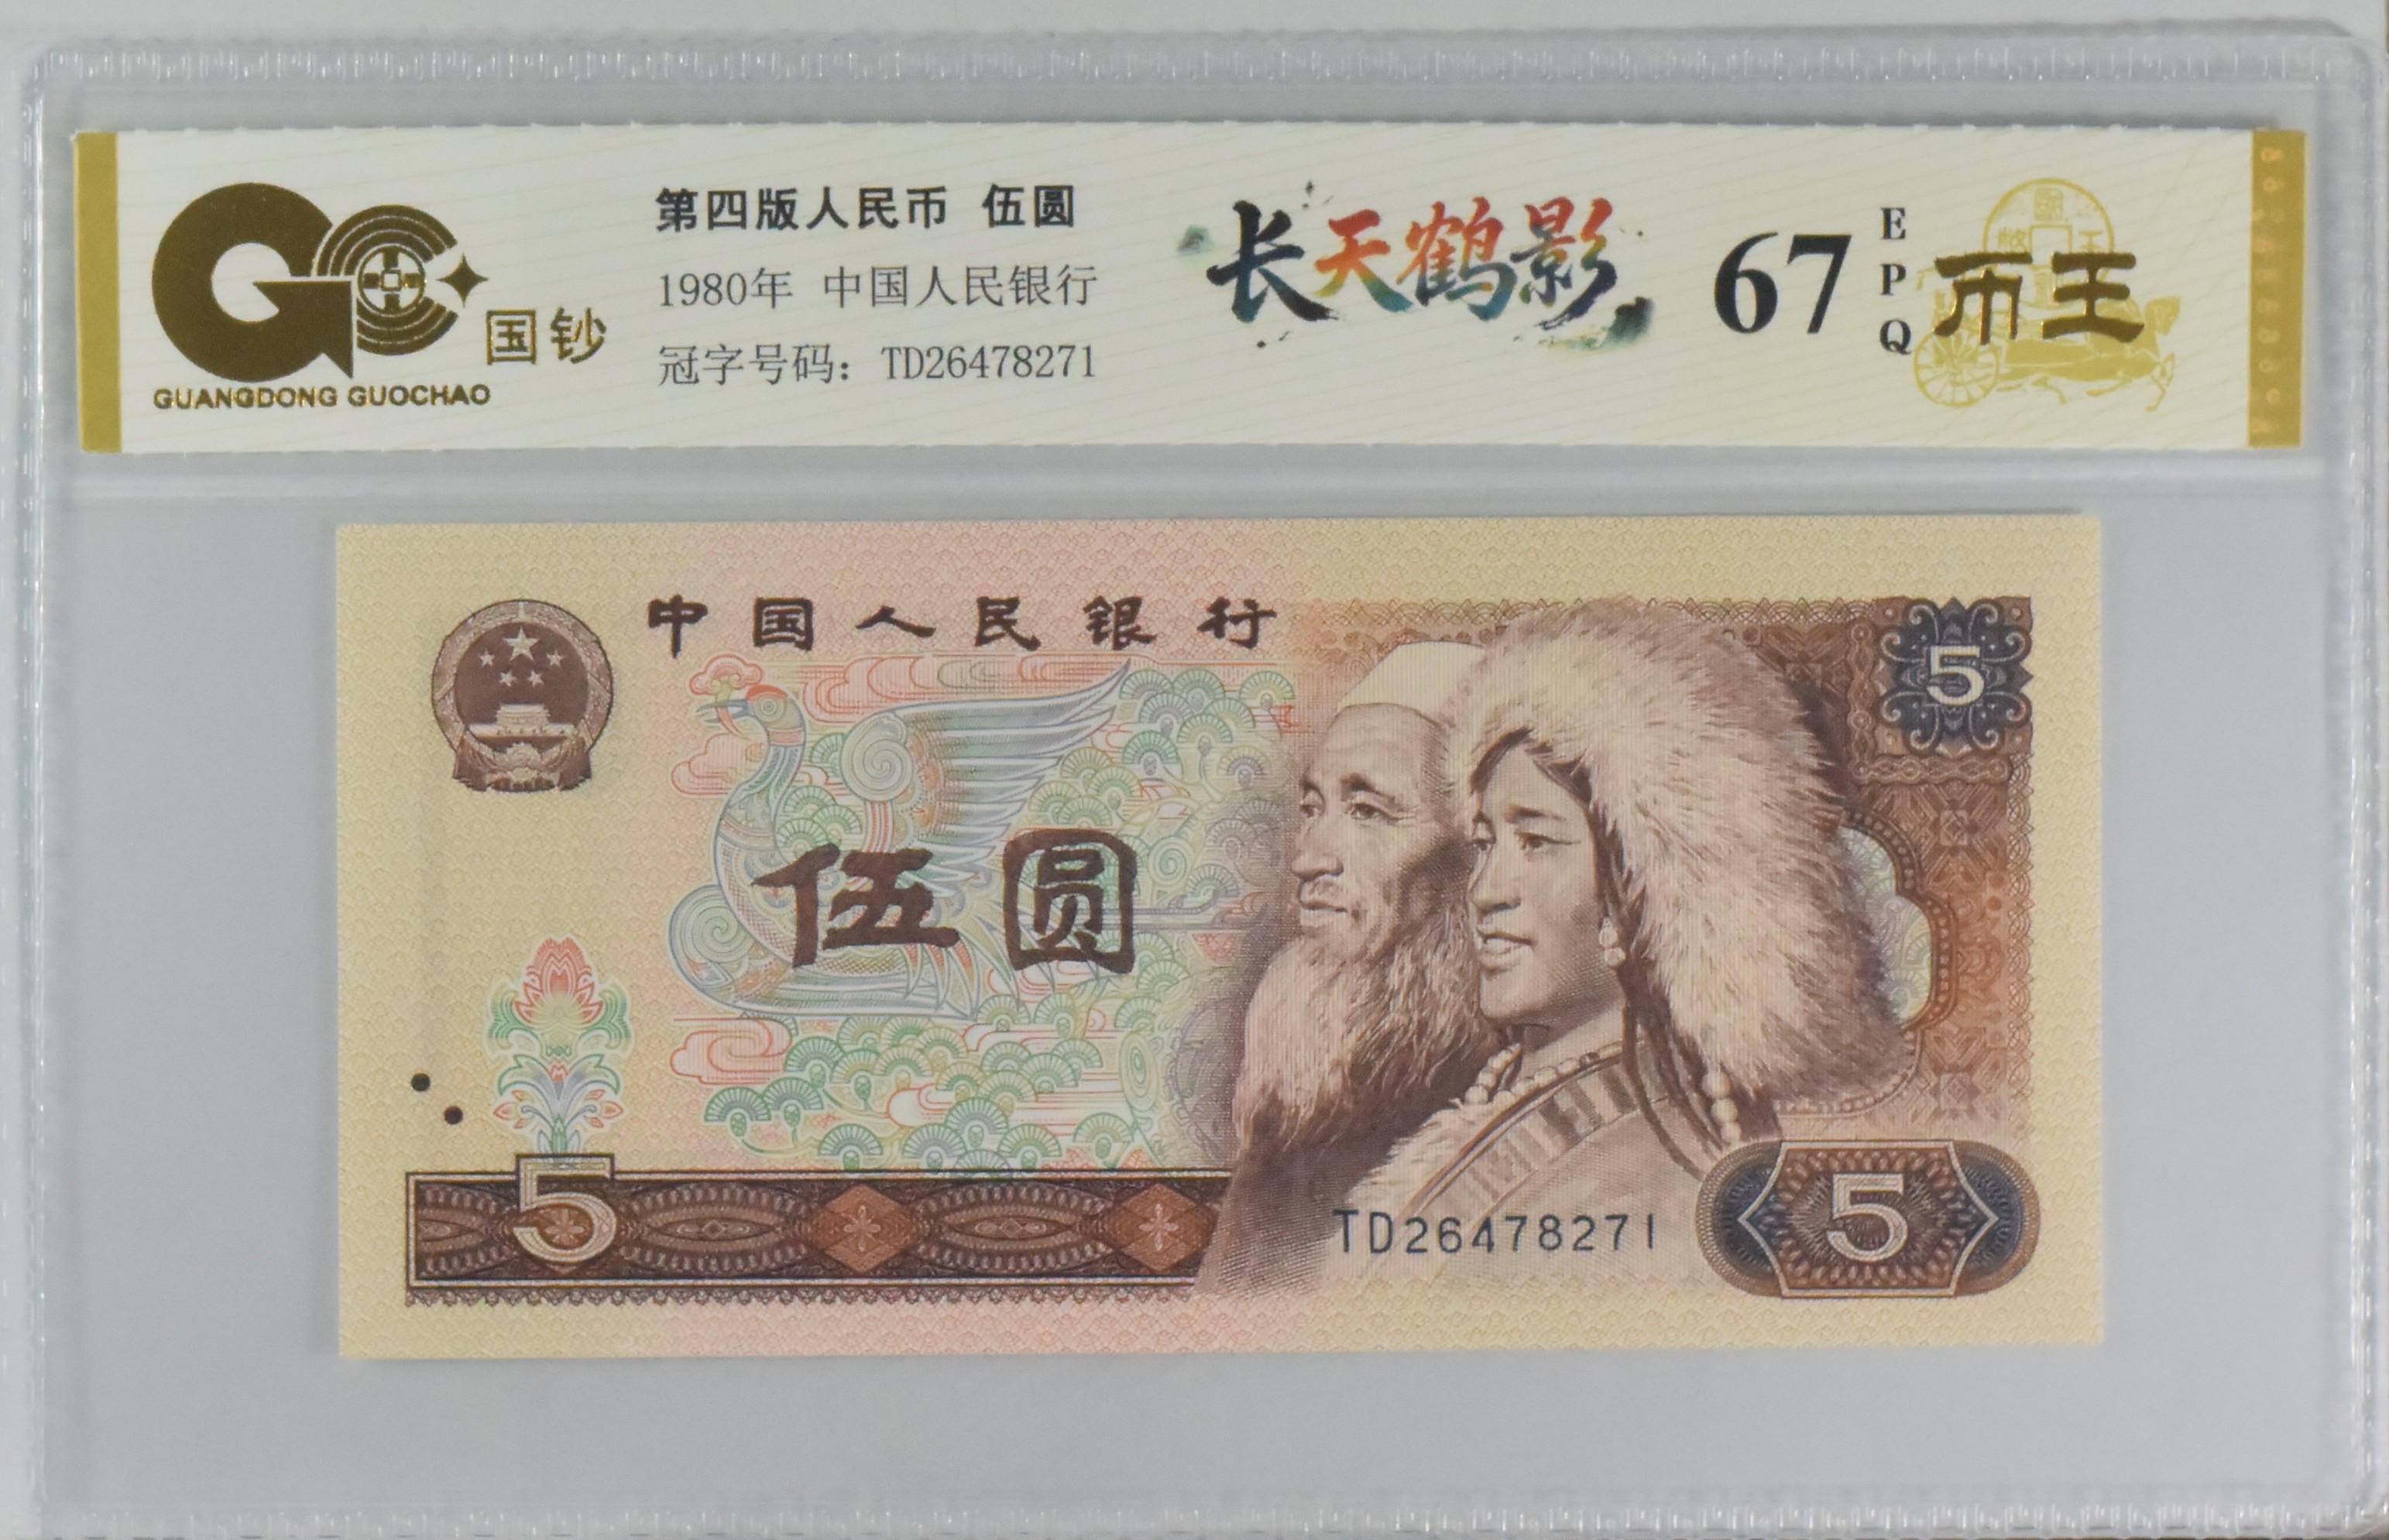 国钞
GUANGDONG GUOCHAO
第四版人民币 伍圆
1980年 中国人民银行
冠字号码：TD26478271
长天鹤影
67
EPQ
币王
中国人民银行
5
伍圆
5
TD26478271
5